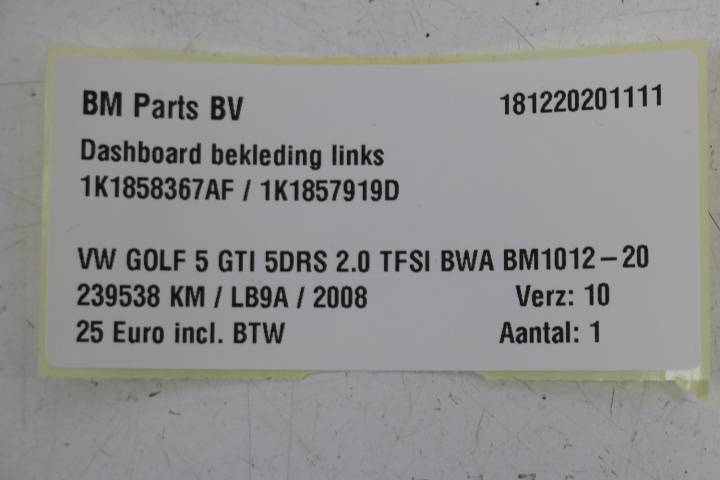 BM Parts BV 181220201111
Dashboard bekleding links
1K1858367AF / 1K1857919D
VW GOLF 5 GTI 5DRS 2.0 TFSI BWA BM1012-20
239538 KM / LB9A / 2008 Verz: 10
25 Euro incl. BTW Aantal: 1